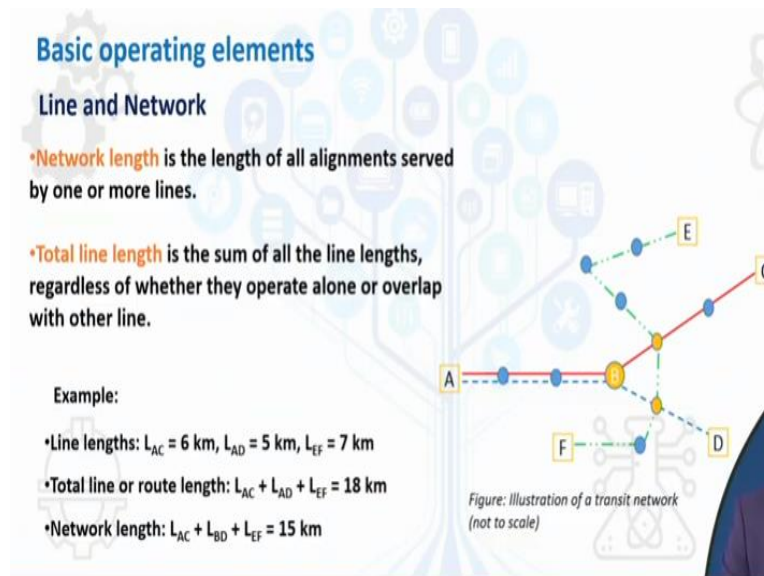 Basic operating elements
Line and Network
•Network length is the length of all alignments served
by one or more lines.
•Total line length is the sum of all the line lengths,
regardless of whether they operate alone or overlap
with other line.
Example:
•Line lengths: LAC = 6 km, LAD = 5 km, LEF = 7 km
•Total line or route length: LAC + LAD + LEF = 18 km
•Network length: LAC + LBD + LEF = 15 km
E
A
B
F
D
Figure: Illustration of a transit network
(not to scale)